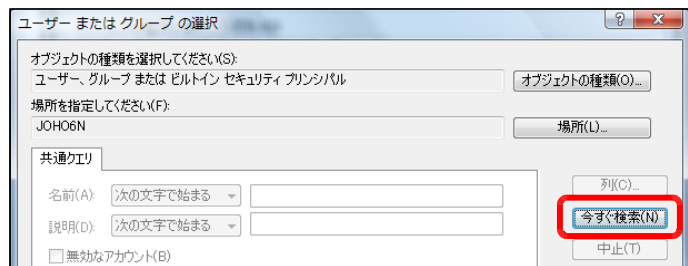 ユーザー または グループ の選択
オブジェクトの種類を選択してください(S):
ユーザー、グループ または ビルトイン セキュリティ プリンシパル
オブジェクトの種類(O)...
場所を指定してください(F):
JOHO6N
場所(L)...
共通クエリ
列(C)...
名前(A): 次の文字で始まる
今すぐ検索(N)
説明(D): 次の文字で始まる
中止(T)
無効なアカウント(B)